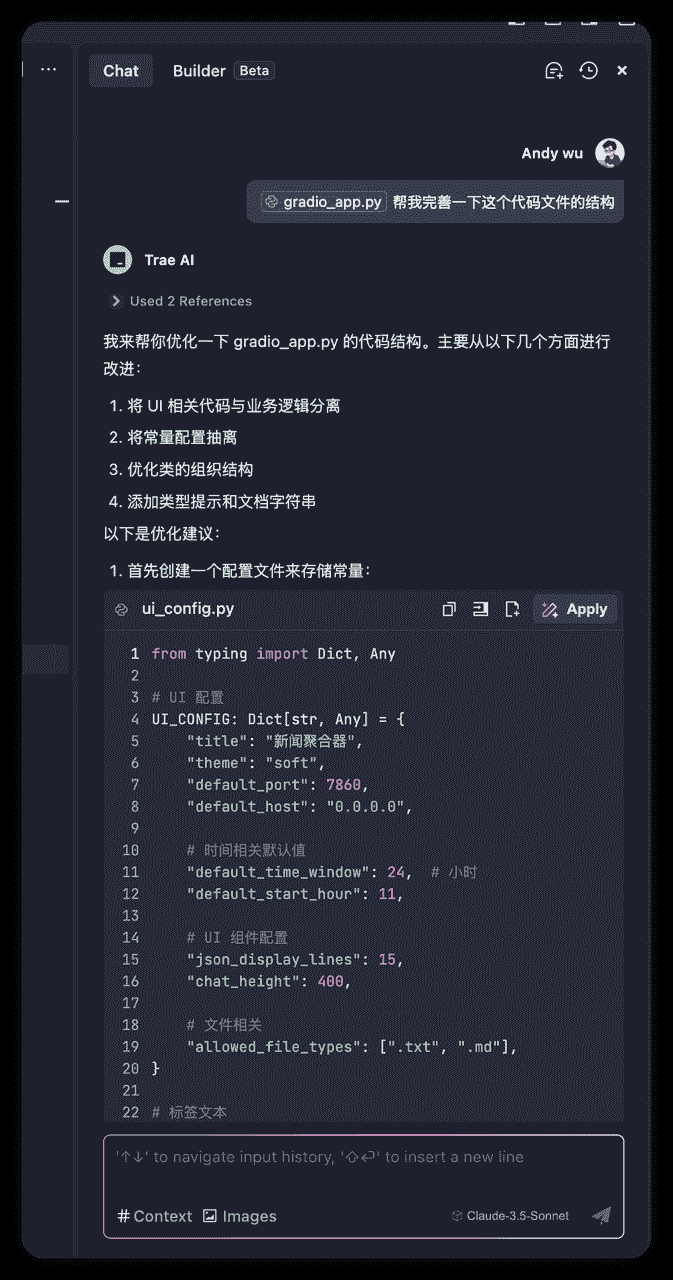 Chat Builder Beta
Andy wu
gradio_app.py 帮我完善一下这个代码文件的结构
Trae AI
Used 2 References
我来帮你优化一下 gradio_app.py 的代码结构。主要从以下几个方面进行
改进：
1. 将 UI 相关代码与业务逻辑分离
2. 将常量配置抽离
3. 优化类的组织结构
4. 添加类型提示和文档字符串
以下是优化建议：
1. 首先创建一个配置文件来存储常量：
ui_config.py Apply
1 from typing import Dict, Any
2
3 # UI 配置
4 UI_CONFIG: Dict[str, Any] = {
5     "title": "新闻聚合器",
6     "theme": "soft",
7     "default_port": 7860,
8     "default_host": "0.0.0.0",
9
10     # 时间相关默认值
11     "default_time_window": 24,  # 小时
12     "default_start_hour": 11,
13
14     # UI 组件配置
15     "json_display_lines": 15,
16     "chat_height": 400,
17
18     # 文件相关
19     "allowed_file_types": [".txt", ".md"],
20 }
21
22 # 标签文本
'↑↓' to navigate input history, '⇧⏎' to insert a new line
# Context Images Claude-3.5-Sonnet